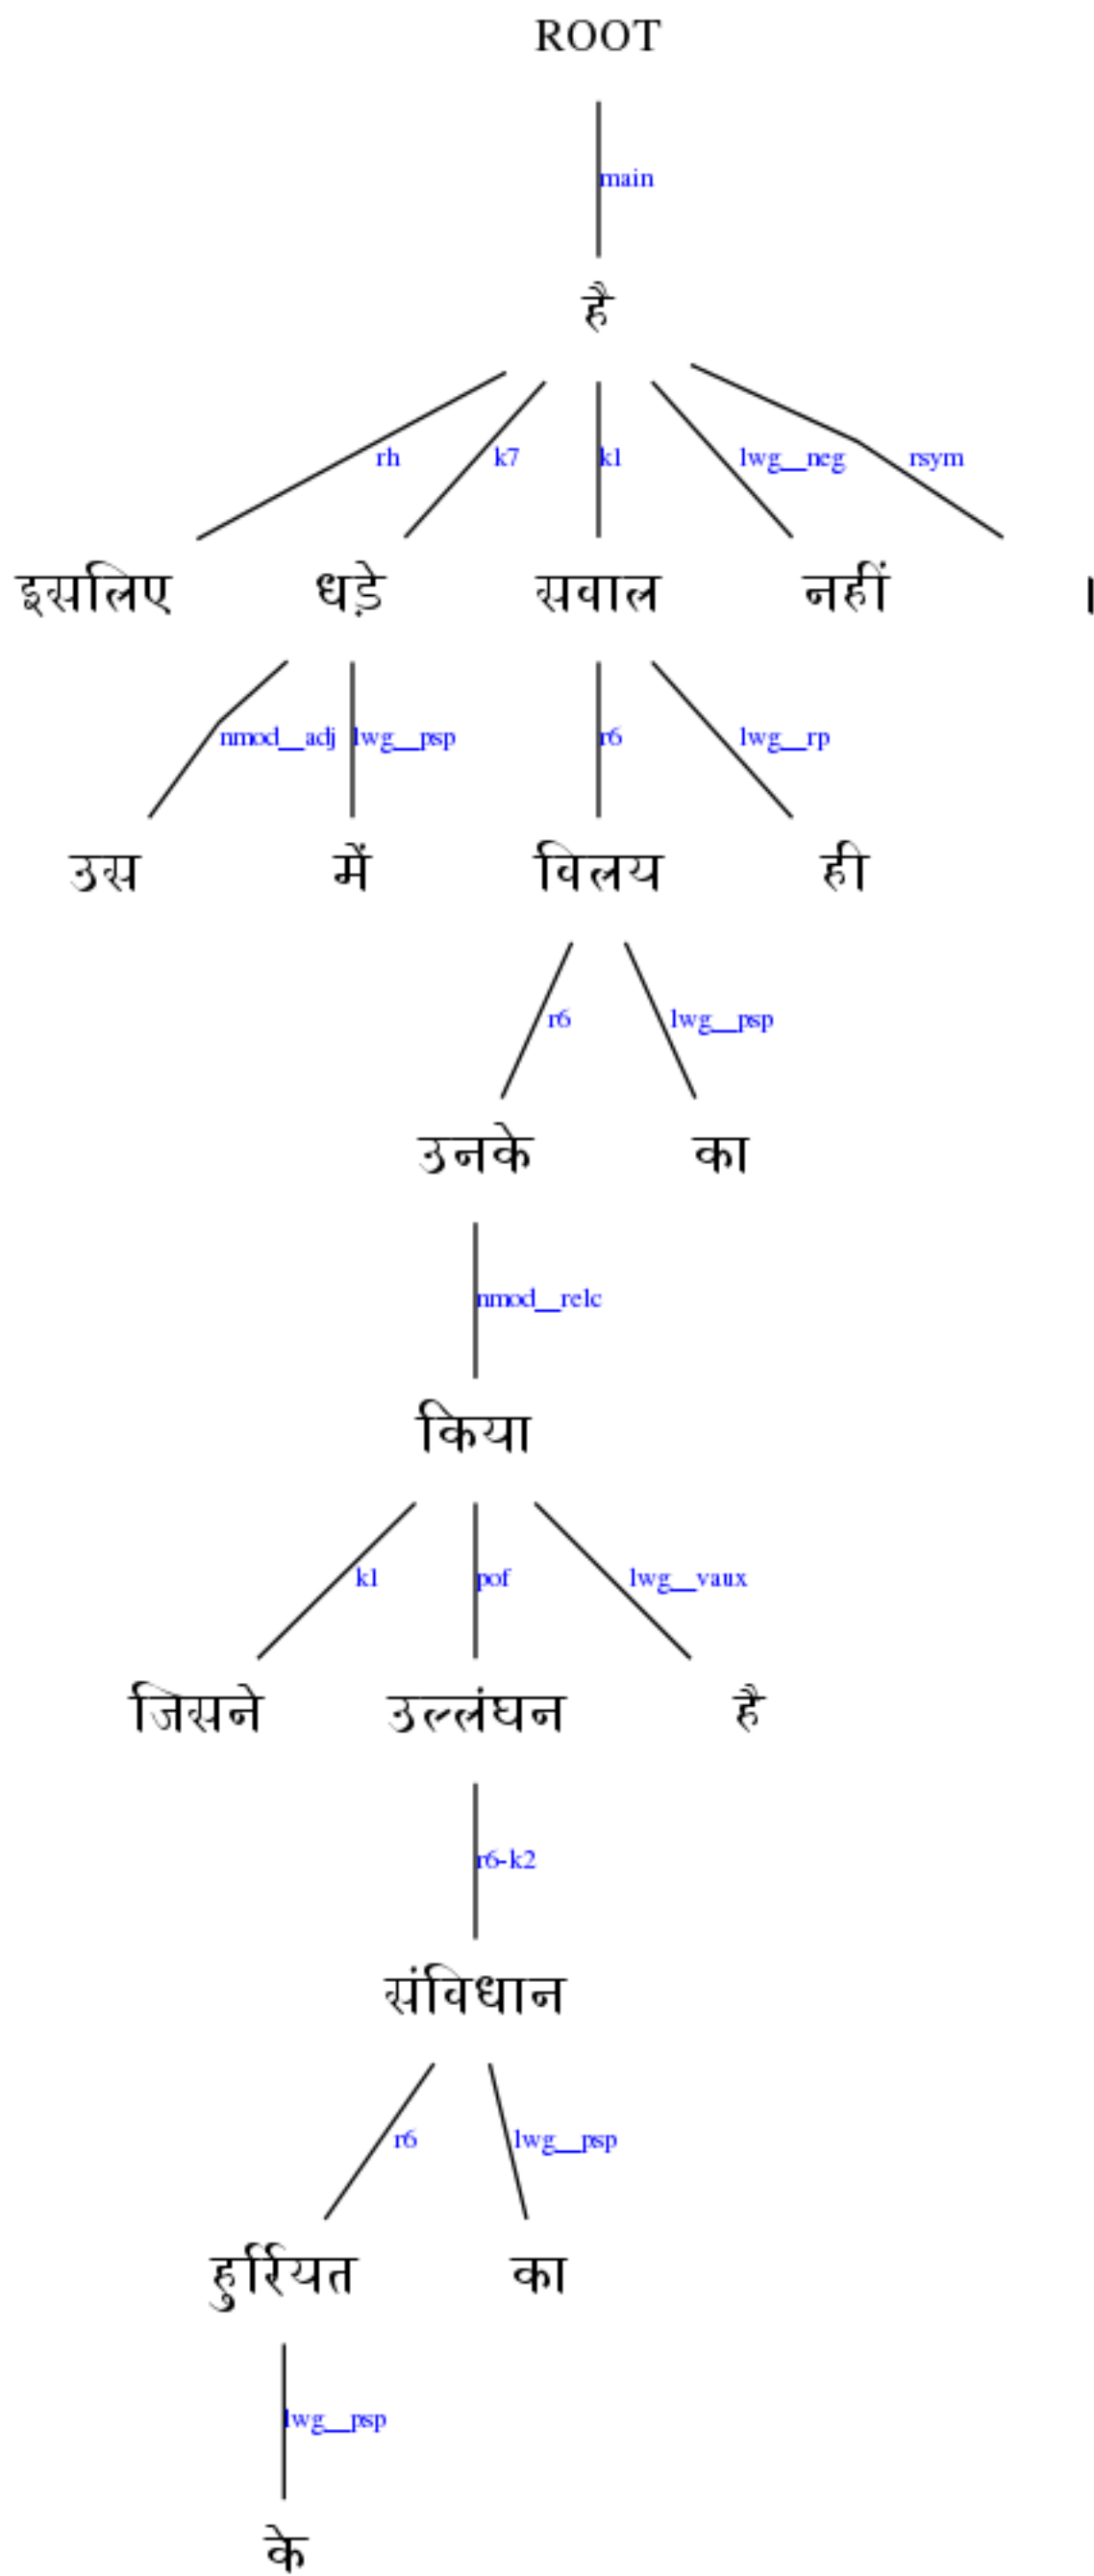 ROOT
main
है
rh k7 k1 lwg__neg rsym
इसलिए धड़े सवाल नहीं ।
nmod__adj lwg__psp r6 lwg__rp
उस में विलय ही
r6 lwg__psp
उनके का
nmod__relc
किया
k1 pof lwg__vaux
जिसने उल्लंघन है
r6-k2
संविधान
r6 lwg__psp
हुर्रियत का
lwg__psp
के